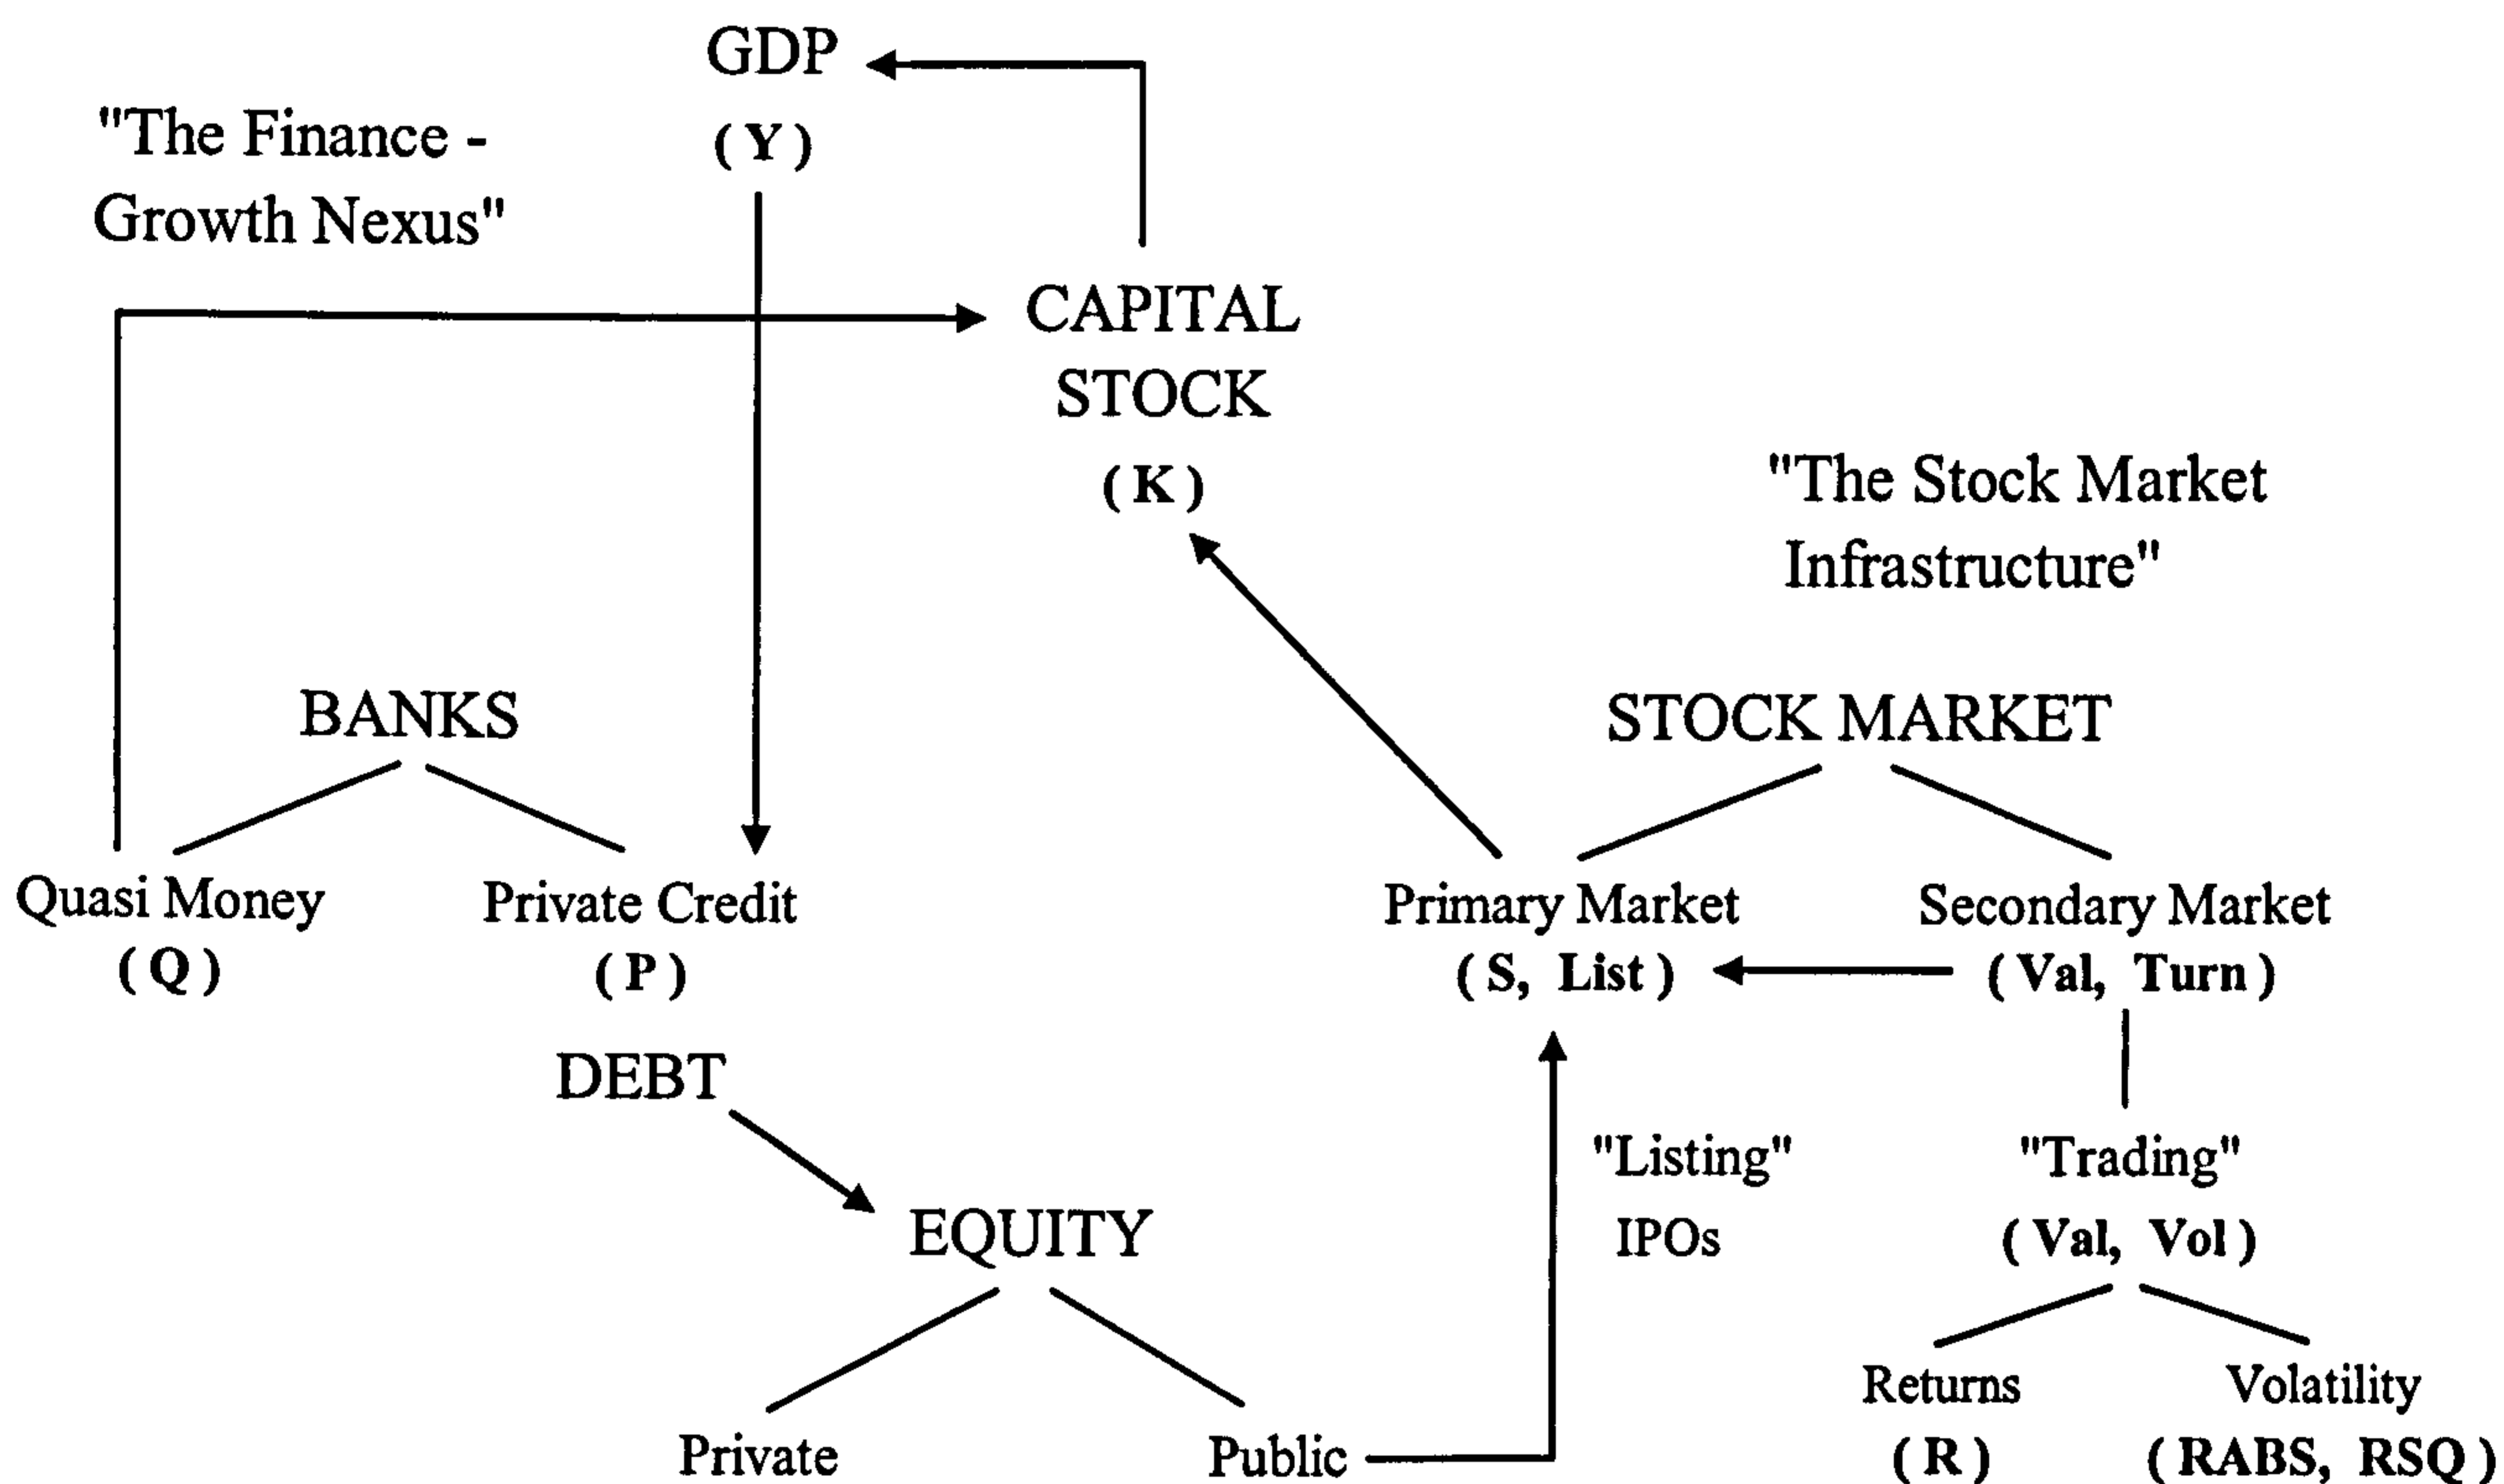 GDP
( Y )
"The Finance -
Growth Nexus"
CAPITAL
STOCK
( K )
"The Stock Market
Infrastructure"
BANKS
STOCK MARKET
Quasi Money
( Q )
Private Credit
( P )
Primary Market
( S, List )
Secondary Market
( Val, Turn )
DEBT
"Listing"
IPOs
"Trading"
( Val, Vol )
EQUITY
Private
Public
Returns
( R )
Volatility
( RABS, RSQ )